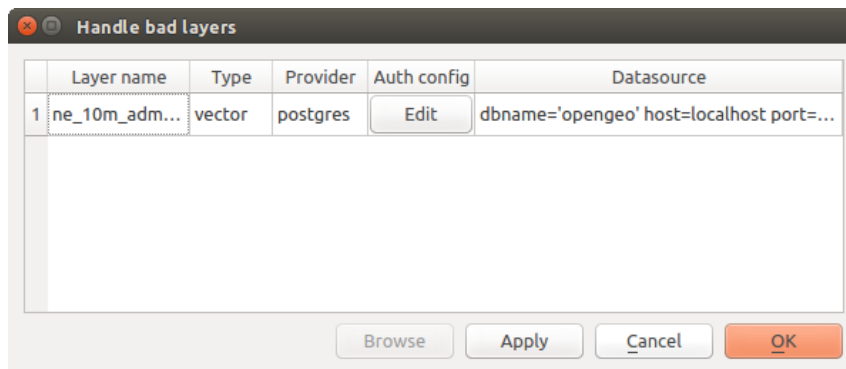 Handle bad layers
Layer name Type Provider Auth config Datasource
1 ne_10m_adm... vector postgres Edit dbname='opengeo' host=localhost port=...
Browse Apply Cancel OK